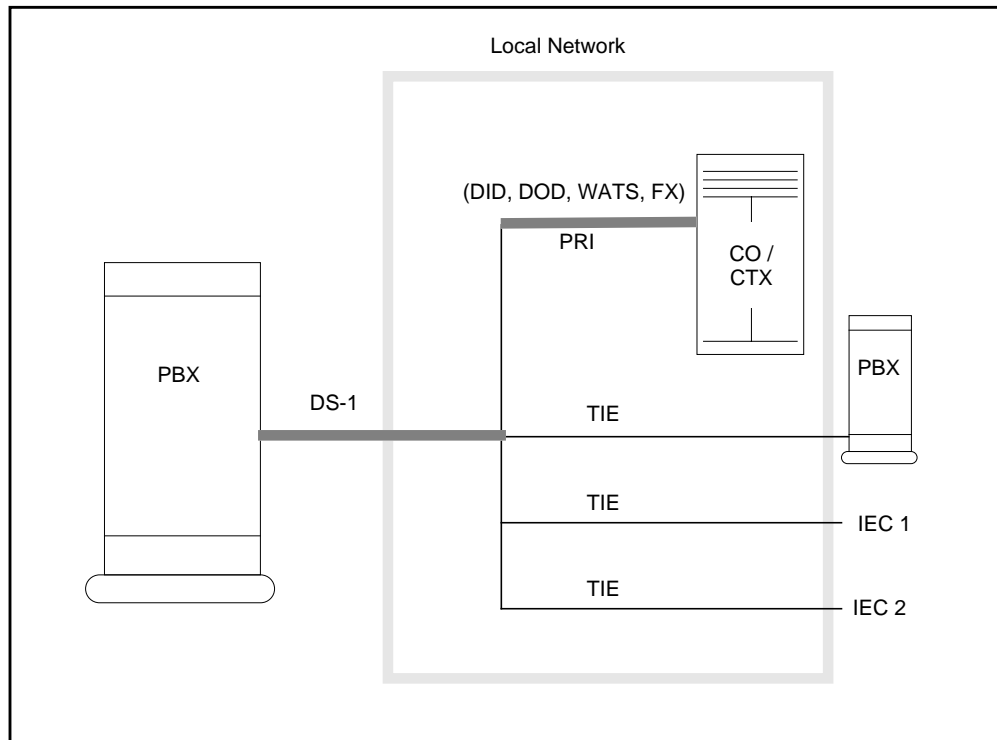 Local Network
(DID, DOD, WATS, FX)
PRI
CO /
CTX
PBX
PBX
DS-1
TIE
TIE
IEC 1
TIE
IEC 2